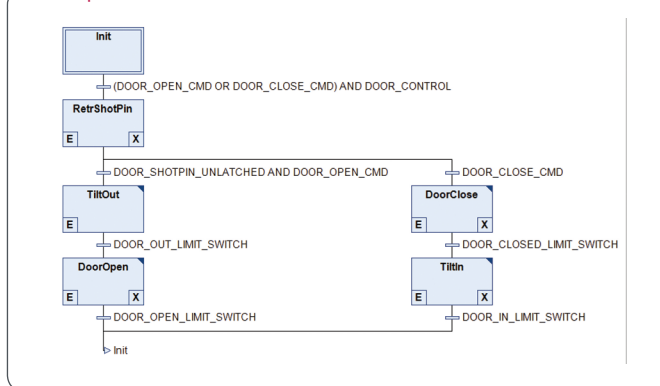 Init
(DOOR_OPEN_CMD OR DOOR_CLOSE_CMD) AND DOOR_CONTROL
RetrShotPin
E X
DOOR_SHOTPIN_UNLATCHED AND DOOR_OPEN_CMD
DOOR_CLOSE_CMD
TiltOut
DoorClose
E
E X
DOOR_OUT_LIMIT_SWITCH
DOOR_CLOSED_LIMIT_SWITCH
DoorOpen
TiltIn
E X
E X
DOOR_OPEN_LIMIT_SWITCH
DOOR_IN_LIMIT_SWITCH
Init